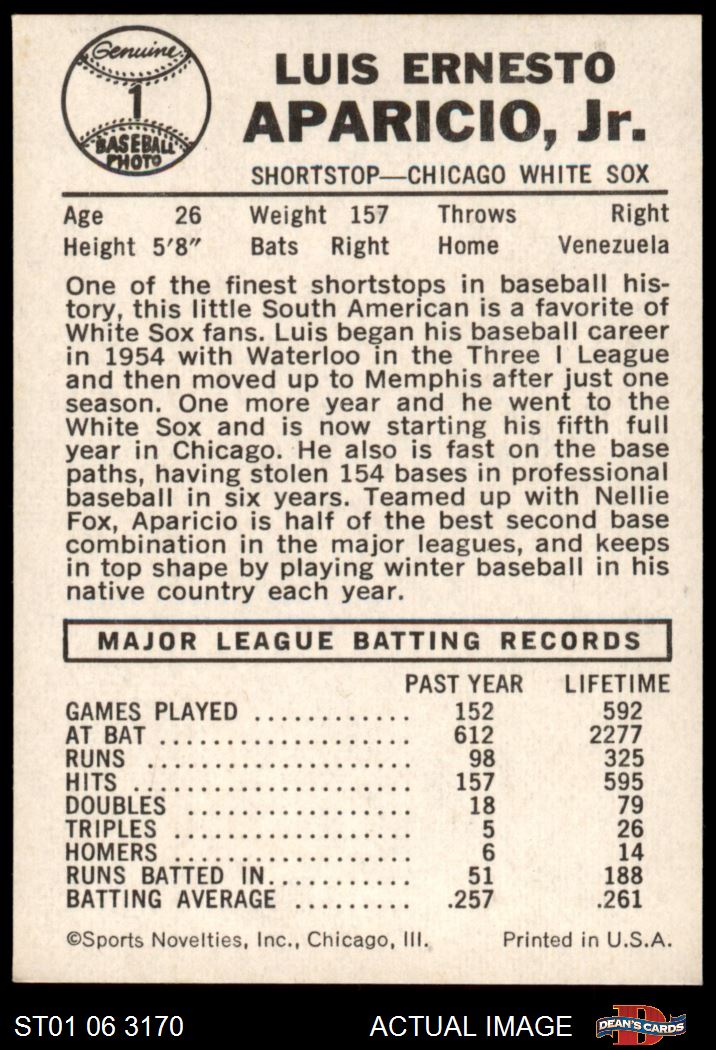 Genuine
1
BASEBALL
PHOTO
LUIS ERNESTO
APARICIO, Jr.
SHORTSTOP—CHICAGO WHITE SOX
Age 26 Weight 157 Throws Right
Height 5'8" Bats Right Home Venezuela
One of the finest shortstops in baseball his-
tory, this little South American is a favorite of
White Sox fans. Luis began his baseball career
in 1954 with Waterloo in the Three I League
and then moved up to Memphis after just one
season. One more year and he went to the
White Sox and is now starting his fifth full
year in Chicago. He also is fast on the base
paths, having stolen 154 bases in professional
baseball in six years. Teamed up with Nellie
Fox, Aparicio is half of the best second base
combination in the major leagues, and keeps
in top shape by playing winter baseball in his
native country each year.
MAJOR LEAGUE BATTING RECORDS
PAST YEAR LIFETIME
GAMES PLAYED ............ 152 592
AT BAT ................... 612 2277
RUNS .................... 98 325
HITS ..................... 157 595
DOUBLES ................ 18 79
TRIPLES ................. 5 26
HOMERS ................. 6 14
RUNS BATTED IN........... 51 188
BATTING AVERAGE ......... .257 .261
©Sports Novelties, Inc., Chicago, Ill. Printed in U.S.A.
ST01 06 3170 ACTUAL IMAGE DEAN'S CARDS